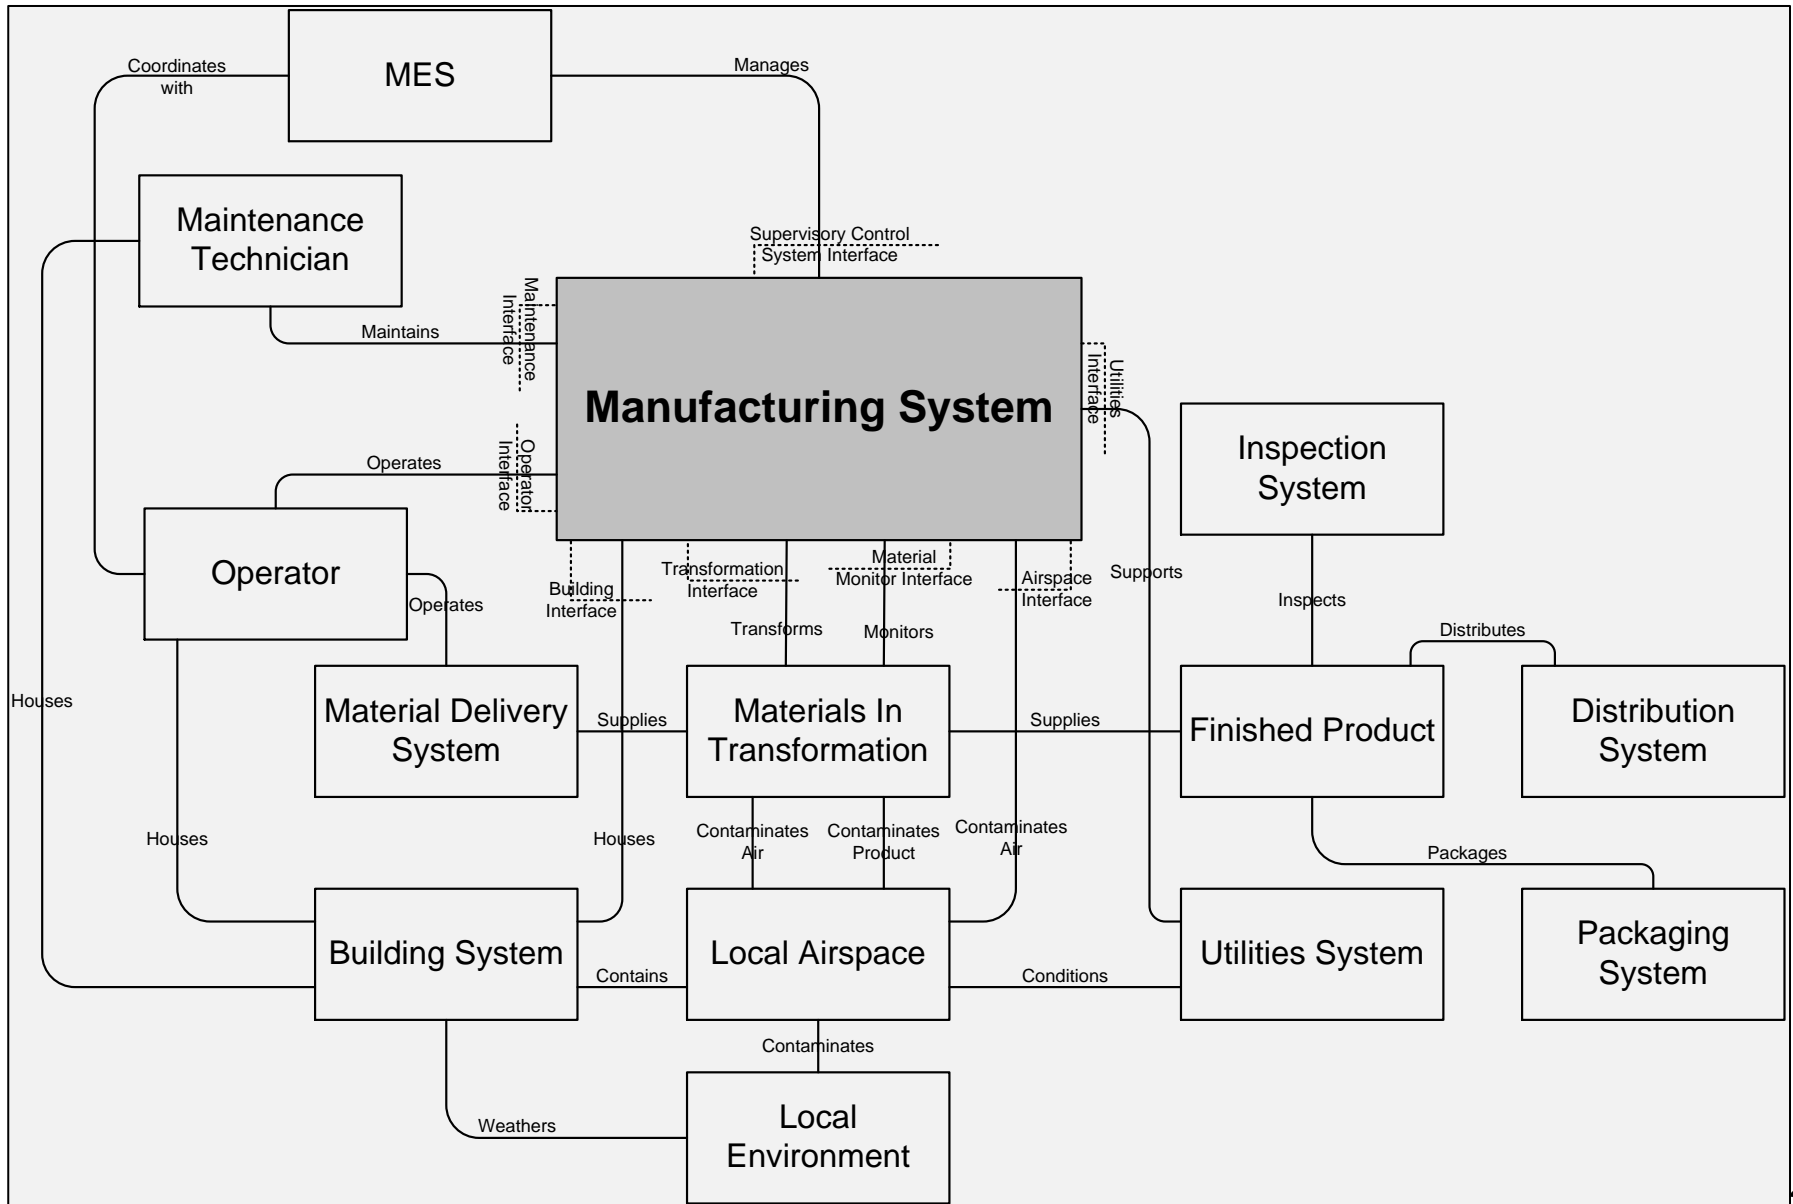 Coordinates
with
MES
Manages
Maintenance
Technician
Supervisory Control
System Interface
Maintenance
Interface
Maintains
Utilities
Interface
Manufacturing System
Inspection
System
Operates
Operator
Interface
Operator
Operates
Building
Interface
Transformation
Interface
Material
Monitor Interface
Airspace
Interface
Supports
Inspects
Transforms
Monitors
Distributes
Houses
Material Delivery
System
Supplies
Materials In
Transformation
Supplies
Finished Product
Distribution
System
Houses
Houses
Contaminates
Air
Contaminates
Product
Contaminates
Air
Packages
Building System
Contains
Local Airspace
Conditions
Utilities System
Packaging
System
Contaminates
Weathers
Local
Environment